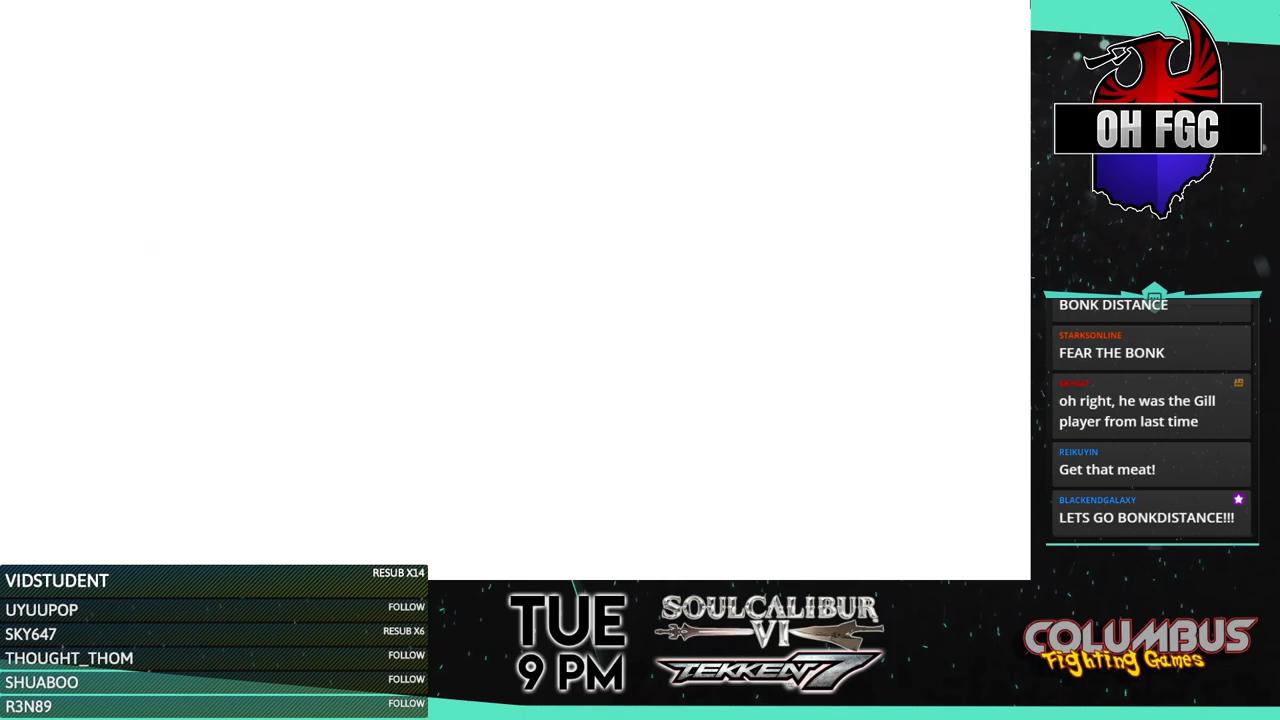 OH FGC
BONK DISTANCE
STARKSONLINE
FEAR THE BONK
oh right, he was the Gill
player from last time
REIKUYIN
Get that meat!
BLACKENDGALAXY
LETS GO BONKDISTANCE!!!
VIDSTUDENT RESUB X14
UYUUPOP FOLLOW
SKY647 RESUB X6
THOUGHT_THOM FOLLOW
SHUABOO FOLLOW
R3N89 FOLLOW
TUE
9 PM
SOULCALIBUR
VI
TEKKEN 7
COLUMBUS
Fighting Games